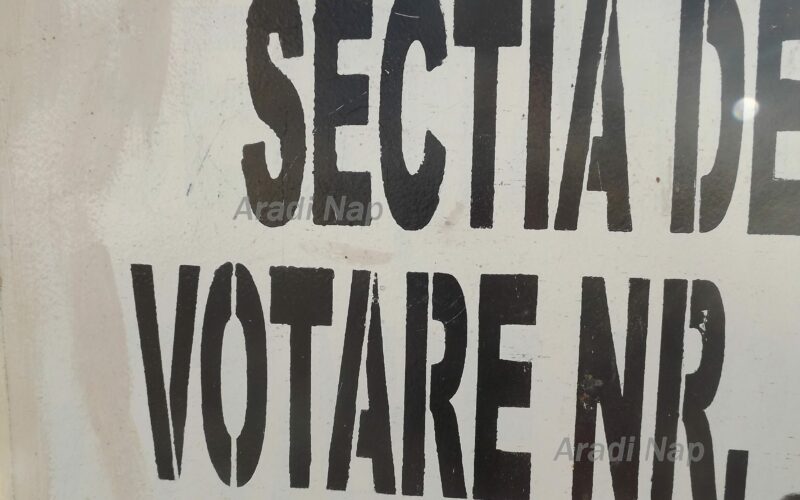 SECTIA DE
Aradi Nap
VOTARE NR.
Aradi Nap